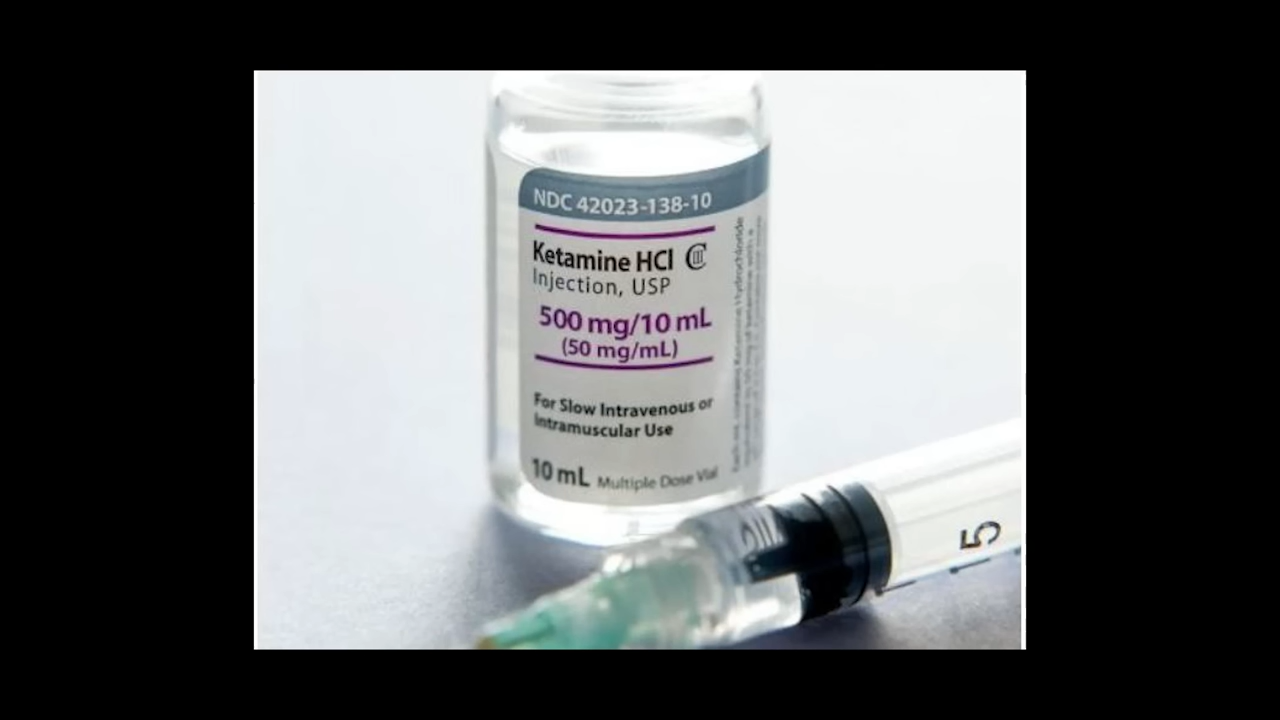 NDC 42023-138-10
Ketamine HCl CIII
Injection, USP
500 mg/10 mL
(50 mg/mL)
For Slow Intravenous or
Intramuscular Use
10 mL Multiple Dose Vial
5